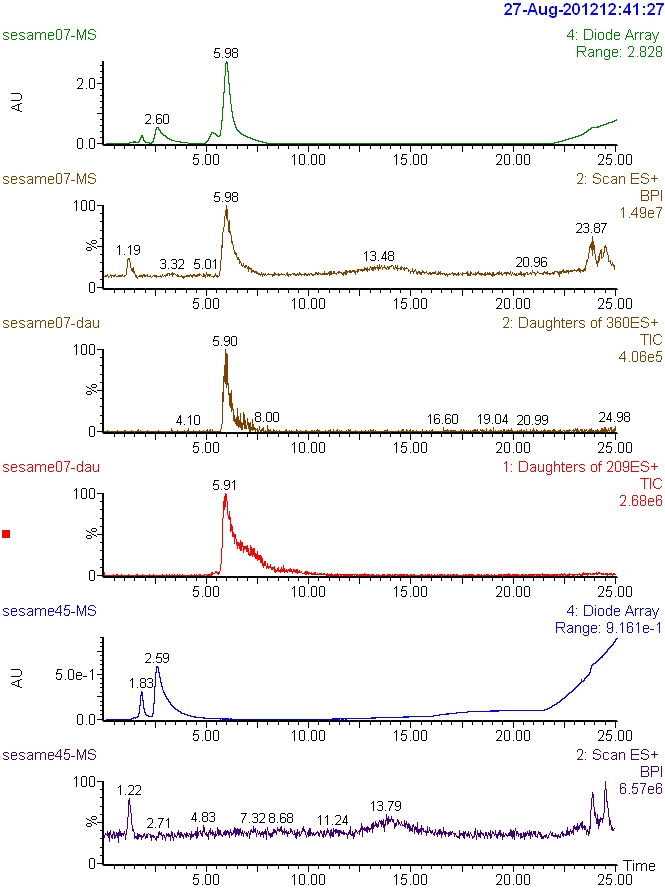 27-Aug-201212:41:27
sesame07-MS
4: Diode Array
Range: 2.828
5.98
2.60
AU
2.0
0.0
5.00 10.00 15.00 20.00 25.00
sesame07-MS
2: Scan ES+
BPI
1.49e7
5.98
1.19
3.32
5.01
13.48
20.96
23.87
100
%
0
5.00 10.00 15.00 20.00 25.00
sesame07-dau
2: Daughters of 360ES+
TIC
4.06e5
5.90
4.10
8.00
16.60
19.04
20.99
24.98
100
%
0
5.00 10.00 15.00 20.00 25.00
sesame07-dau
1: Daughters of 209ES+
TIC
2.68e6
5.91
100
%
0
5.00 10.00 15.00 20.00 25.00
sesame45-MS
4: Diode Array
Range: 9.161e-1
2.59
1.83
AU
5.0e-1
0.0
5.00 10.00 15.00 20.00 25.00
sesame45-MS
2: Scan ES+
BPI
6.57e6
1.22
2.71
4.83
7.32
8.68
11.24
13.79
100
%
0
Time
5.00 10.00 15.00 20.00 25.00